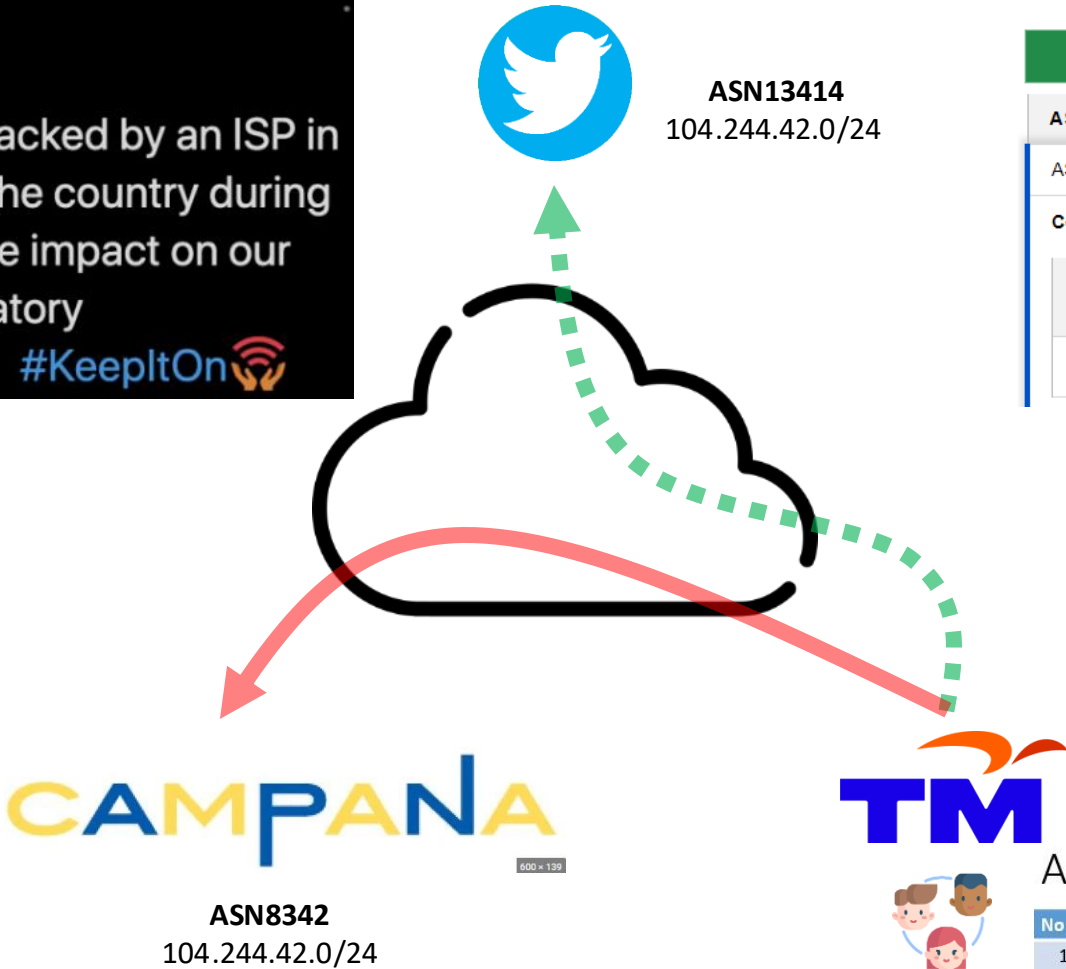 acked by an ISP in
he country during
e impact on our
atory
#KeepItOn
ASN13414
104.244.42.0/24
CAMPANA
600 × 139
ASN8342
104.244.42.0/24
TM
A
No
1